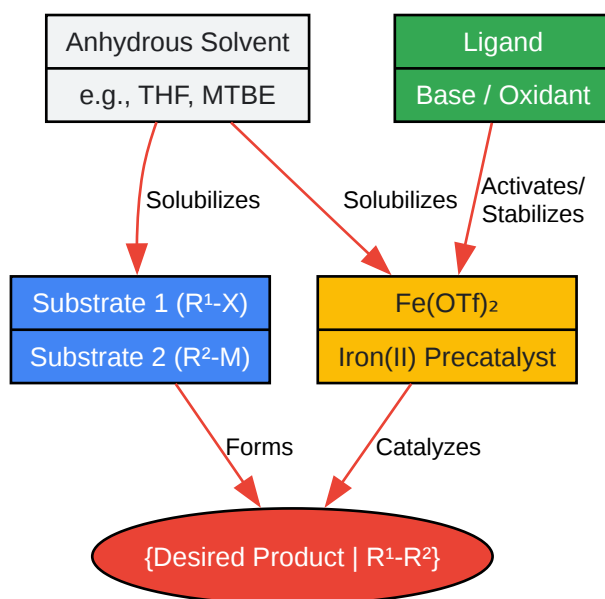 Anhydrous Solvent
e.g., THF, MTBE
Ligand
Base / Oxidant
Solubilizes
Solubilizes
Activates/
Stabilizes
Substrate 1 (R¹-X)
Substrate 2 (R²-M)
Fe(OTf)₂
Iron(II) Precatalyst
Forms
Catalyzes
{Desired Product | R¹-R²}